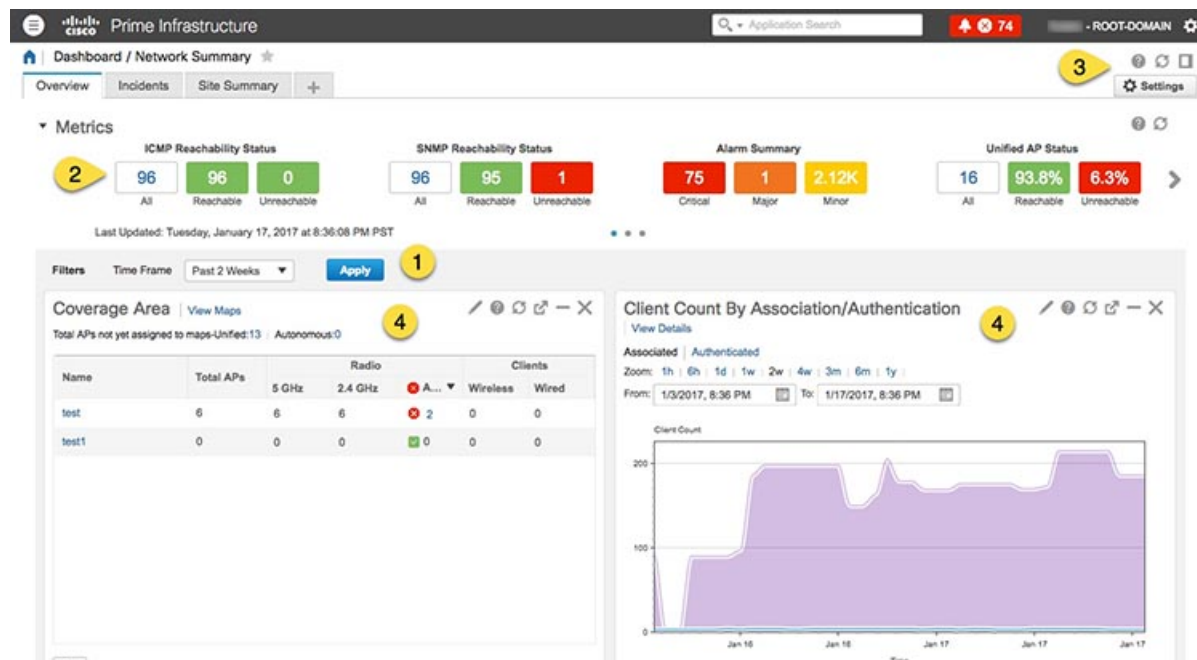 cisco Prime Infrastructure
Application Search
74
- ROOT-DOMAIN
Dashboard / Network Summary
3
Overview Incidents Site Summary +
Settings
Metrics
ICMP Reachability Status SNMP Reachability Status Alarm Summary Unified AP Status
2
96 96 0 96 95 1 75 1 2.12K 16 93.8% 6.3%
All Reachable Unreachable All Reachable Unreachable Critical Major Minor All Reachable Unreachable
Last Updated: Tuesday, January 17, 2017 at 8:36:08 PM PST
Filters Time Frame Past 2 Weeks Apply
1
Coverage Area | View Maps
Total APs not yet assigned to maps-Unified:13 | Autonomous:0
4
Name Total APs Radio Clients
5 GHz 2.4 GHz A... Wireless Wired
test 6 6 6 2 0 0
test1 0 0 0 0 0 0
Client Count By Association/Authentication
| View Details
4
Associated | Authenticated
Zoom: 1h | 6h | 1d | 1w | 2w | 4w | 3m | 6m | 1y |
From: 1/3/2017, 8:36 PM To: 1/17/2017, 8:36 PM
Client Count
200
100
0
Jan 16 Jan 16 Jan 17 Jan 17 Jan 17